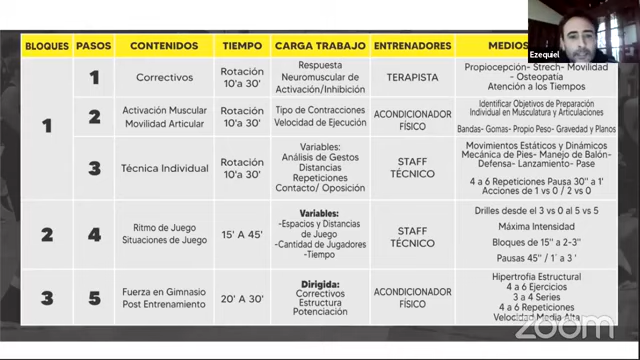 Ezequiel
BLOQUES PASOS CONTENIDOS TIEMPO CARGA TRABAJO ENTRENADORES MEDIOS
1
1
Correctivos
Rotación
10'a 30'
Respuesta
Neuromuscular de
Activación/Inhibición
TERAPISTA
Propiocepción- Strech- Movilidad
- Osteopatía
Atención a los Tiempos
2
Activación Muscular
Movilidad Articular
Rotación
10'a 30'
Tipo de Contracciones
Velocidad de Ejecución
ACONDICIONADOR
FÍSICO
Identificar Objetivos de Preparación
Individual en Musculatura y Articulaciones
Bandas- Gomas- Propio Peso- Gravedad y Planos
3
Técnica Individual
Rotación
10'a 30'
Variables:
Análisis de Gestos
Distancias
Repeticiones
Contacto/ Oposición
STAFF
TÉCNICO
Movimientos Estáticos y Dinámicos
Mecánica de Pies- Manejo de Balón-
Defensa- Lanzamiento- Pase
4 a 6 Repeticiones Pausa 30" a 1'
Acciones de 1 vs 0 / 2 vs 0
2
4
Ritmo de Juego
Situaciones de Juego
15' A 45'
Variables:
-Espacios y Distancias
de Juego
-Cantidad de Jugadores
-Tiempo
STAFF
TÉCNICO
Drilles desde el 3 vs 0 al 5 vs 5
Máxima Intensidad
Bloques de 15" a 2-3"
Pausas 45" / 1' a 3 '
3
5
Fuerza en Gimnasio
Post Entrenamiento
20' A 30'
Dirigida:
Correctivos
Estructura
Potenciación
ACONDICIONADOR
FÍSICO
Hipertrofia Estructural
4 a 6 Ejercicios
3 a 4 Series
4 a 6 Repeticiones
Velocidad Media Alta
zoom